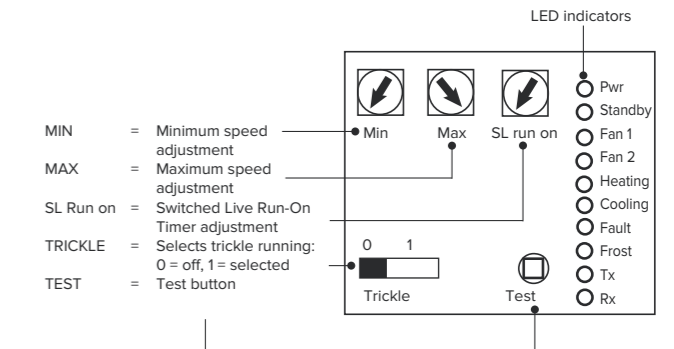 LED indicators
Pwr
Standby
Fan 1
Fan 2
Heating
Cooling
Fault
Frost
Tx
Rx
Min Max SL run on
MIN = Minimum speed
adjustment
MAX = Maximum speed
adjustment
SL Run on = Switched Live Run-On
Timer adjustment
TRICKLE = Selects trickle running:
0 = off, 1 = selected
TEST = Test button
0 1
Trickle Test